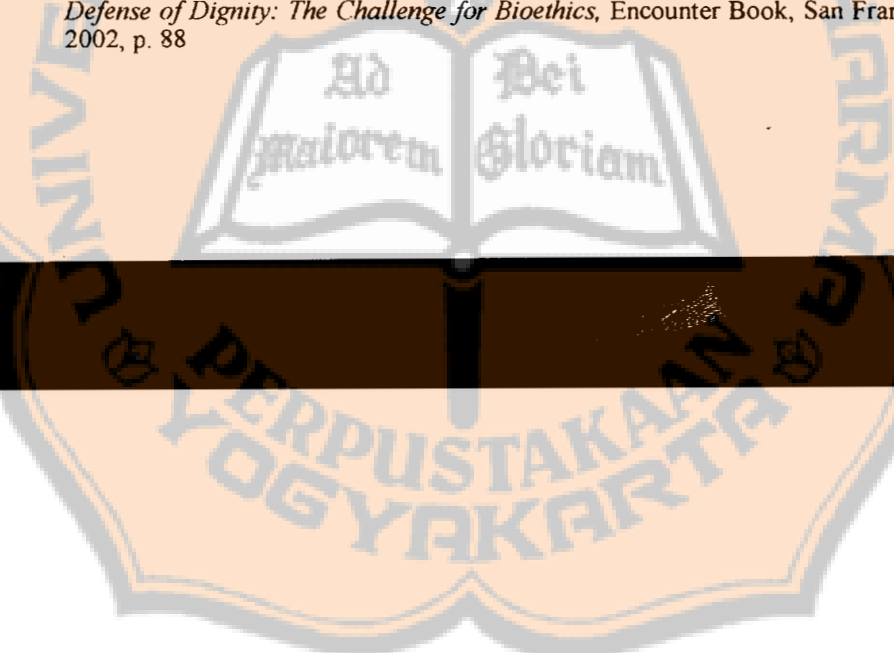 Defense of Dignity: The Challenge for Bioethics, Encounter Book, San Fran
2002, p. 88
Ad Dei
maiorem Gloriam
PERPUSTAKAAN
YOGYAKARTA